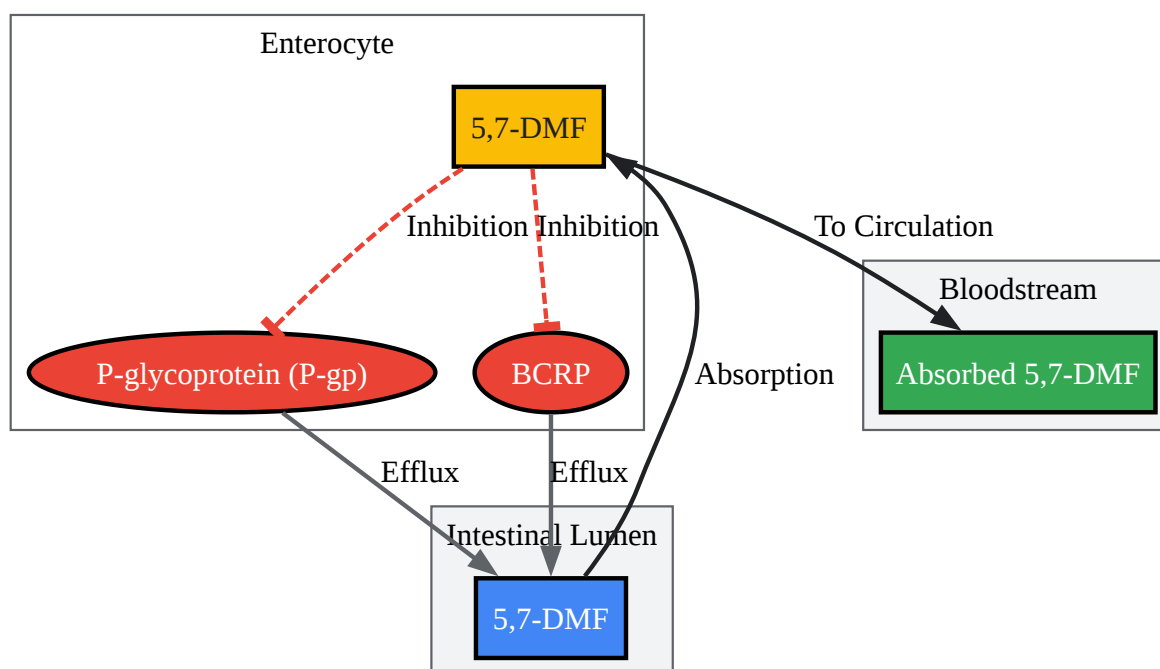 Enterocyte
5,7-DMF
Inhibition
Inhibition
To Circulation
Bloodstream
P-glycoprotein (P-gp)
BCRP
Absorption
Absorbed 5,7-DMF
Efflux
Efflux
Intestinal Lumen
5,7-DMF